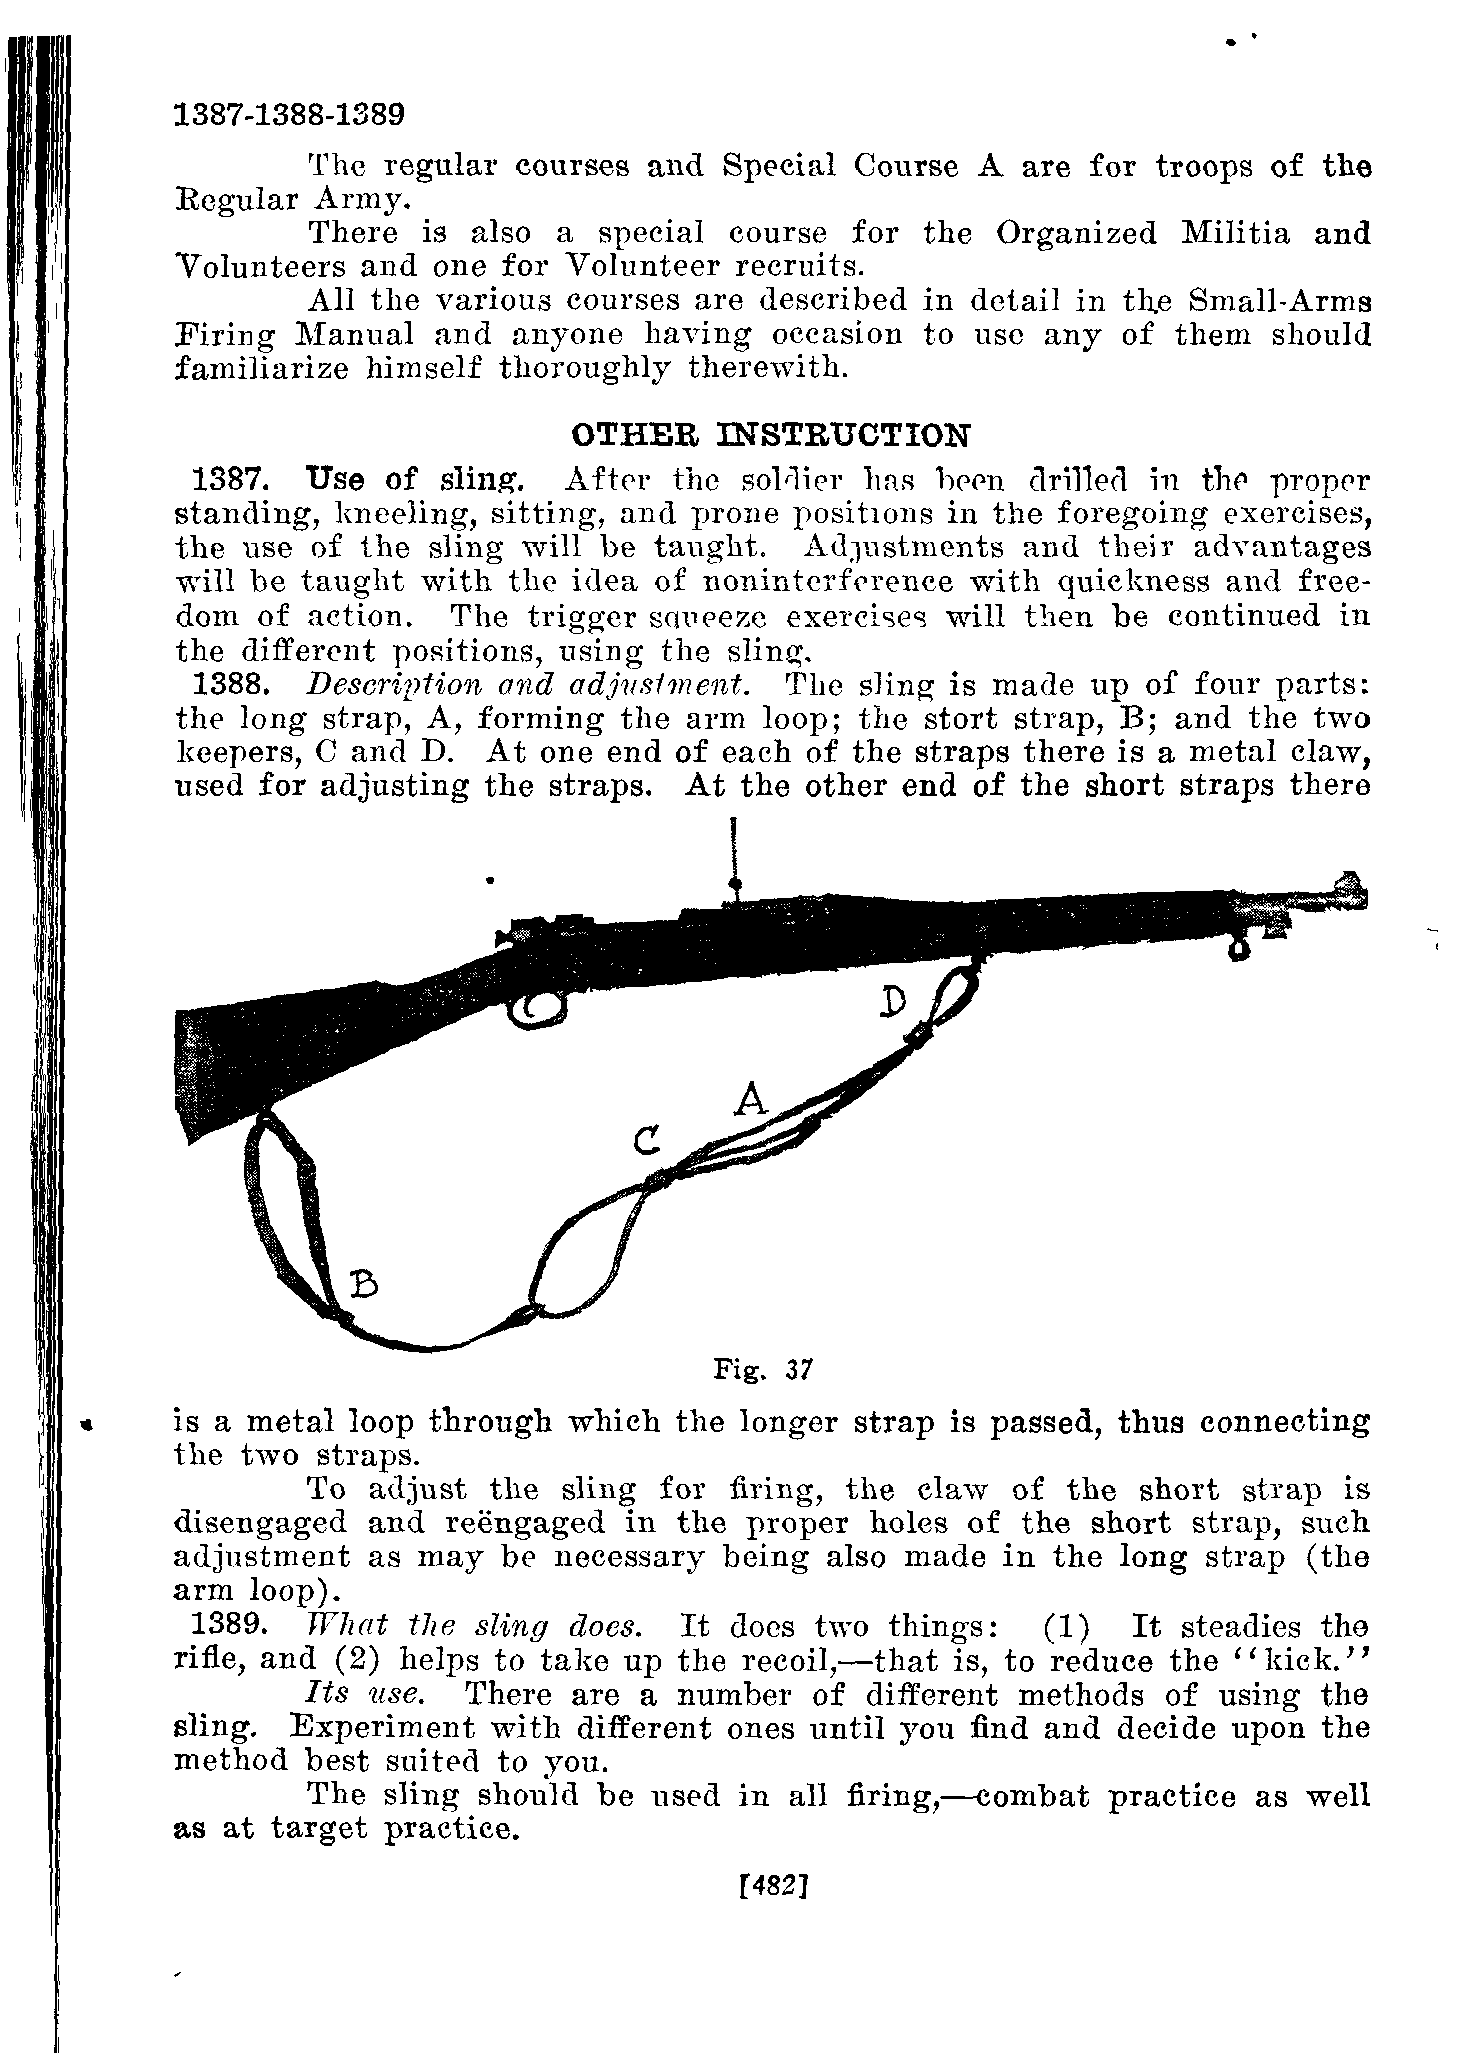 1387-1388-1389
The regular courses and Special Course A are for troops of the
Regular Army.
There is also a special course for the Organized Militia and
Volunteers and one for Volunteer recruits.
All the various courses are described in detail in the Small-Arms
Firing Manual and anyone having occasion to use any of them should
familiarize himself thoroughly therewith.
OTHER INSTRUCTION
1387. Use of sling. After the soldier has been drilled in the proper
standing, kneeling, sitting, and prone positions in the foregoing exercises,
the use of the sling will be taught. Adjustments and their advantages
will be taught with the idea of noninterference with quickness and free-
dom of action. The trigger squeeze exercises will then be continued in
the different positions, using the sling.
1388. Description and adjustment. The sling is made up of four parts:
the long strap, A, forming the arm loop; the stort strap, B; and the two
keepers, C and D. At one end of each of the straps there is a metal claw,
used for adjusting the straps. At the other end of the short straps there
D
A
C
B
Fig. 37
is a metal loop through which the longer strap is passed, thus connecting
the two straps.
To adjust the sling for firing, the claw of the short strap is
disengaged and reëngaged in the proper holes of the short strap, such
adjustment as may be necessary being also made in the long strap (the
arm loop).
1389. What the sling does. It does two things: (1) It steadies the
rifle, and (2) helps to take up the recoil,—that is, to reduce the ‘‘kick.’’
Its use. There are a number of different methods of using the
sling. Experiment with different ones until you find and decide upon the
method best suited to you.
The sling should be used in all firing,—combat practice as well
as at target practice.
[482]